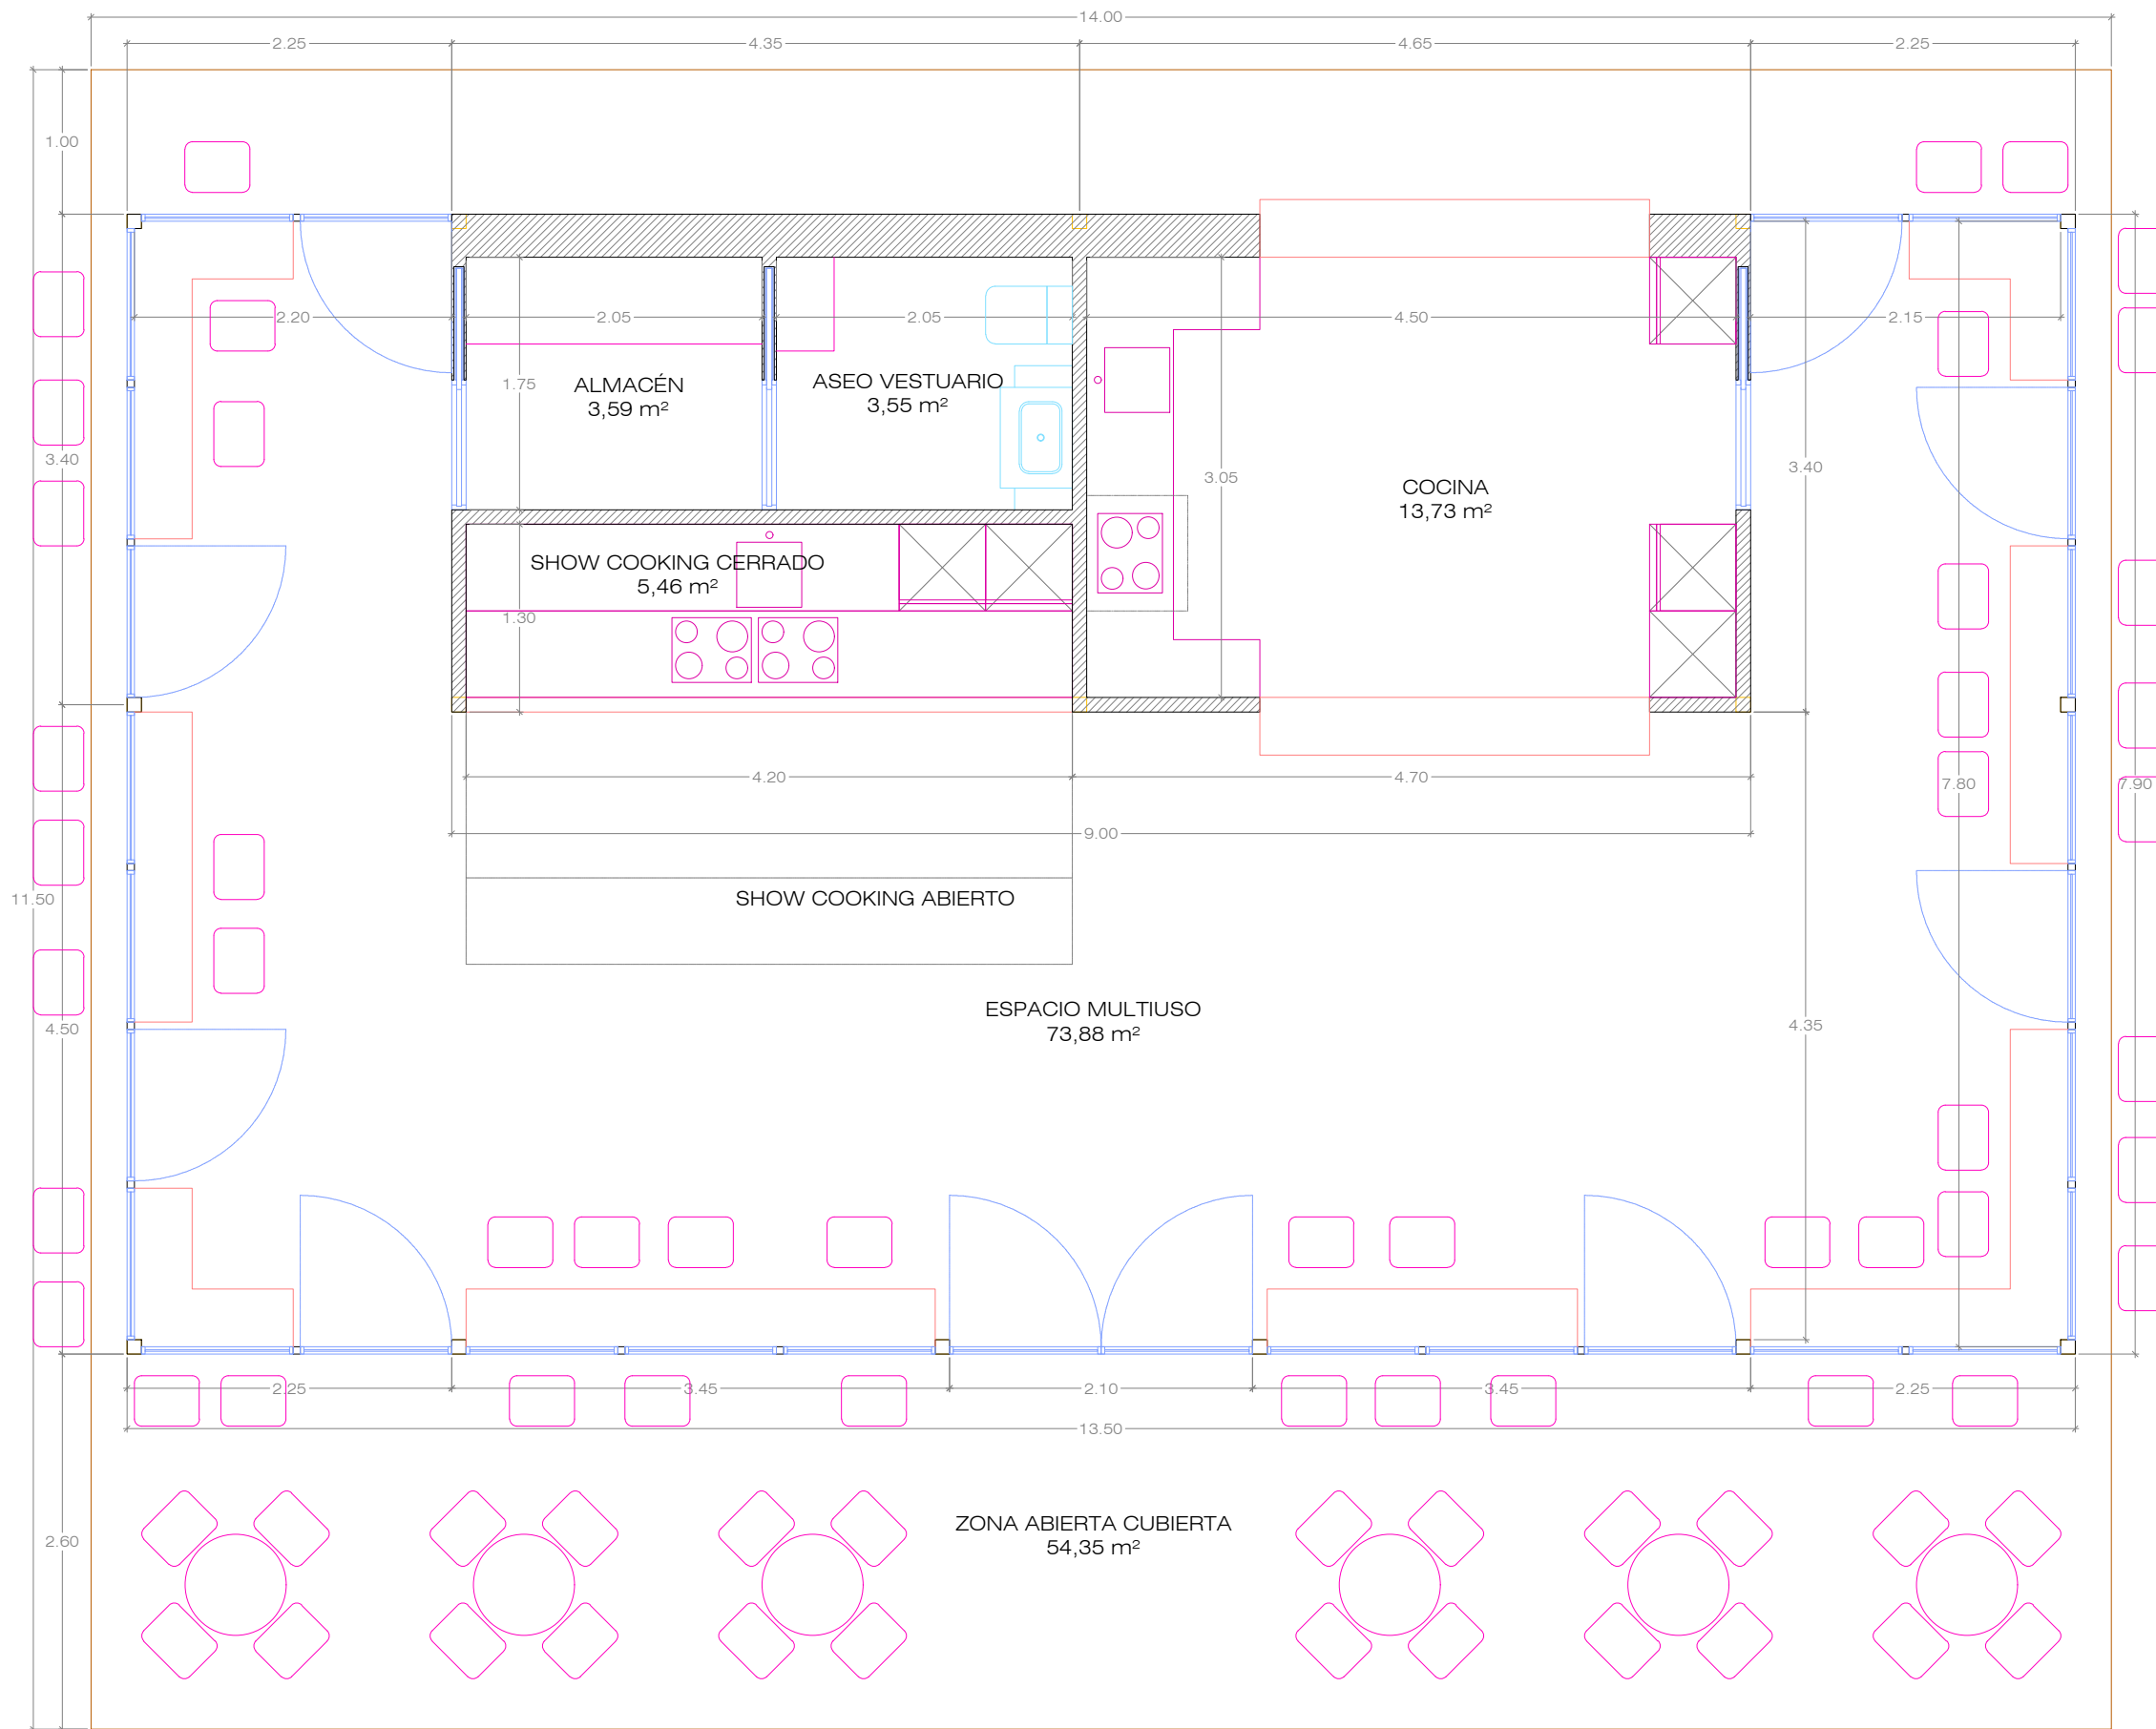 14.00
2.25
4.35
4.65
2.25
1.00
2.20
2.05
2.05
4.50
2.15
ALMACÉN
3,59 m²
1.75
ASEO VESTUARIO
3,55 m²
3.40
3.40
3.05
COCINA
13,73 m²
SHOW COOKING CERRADO
5,46 m²
1.30
4.20
4.70
7.80
7.90
9.00
11.50
SHOW COOKING ABIERTO
ESPACIO MULTIUSO
73,88 m²
4.50
4.35
2.25
3.45
2.10
3.45
2.25
13.50
ZONA ABIERTA CUBIERTA
54,35 m²
2.60